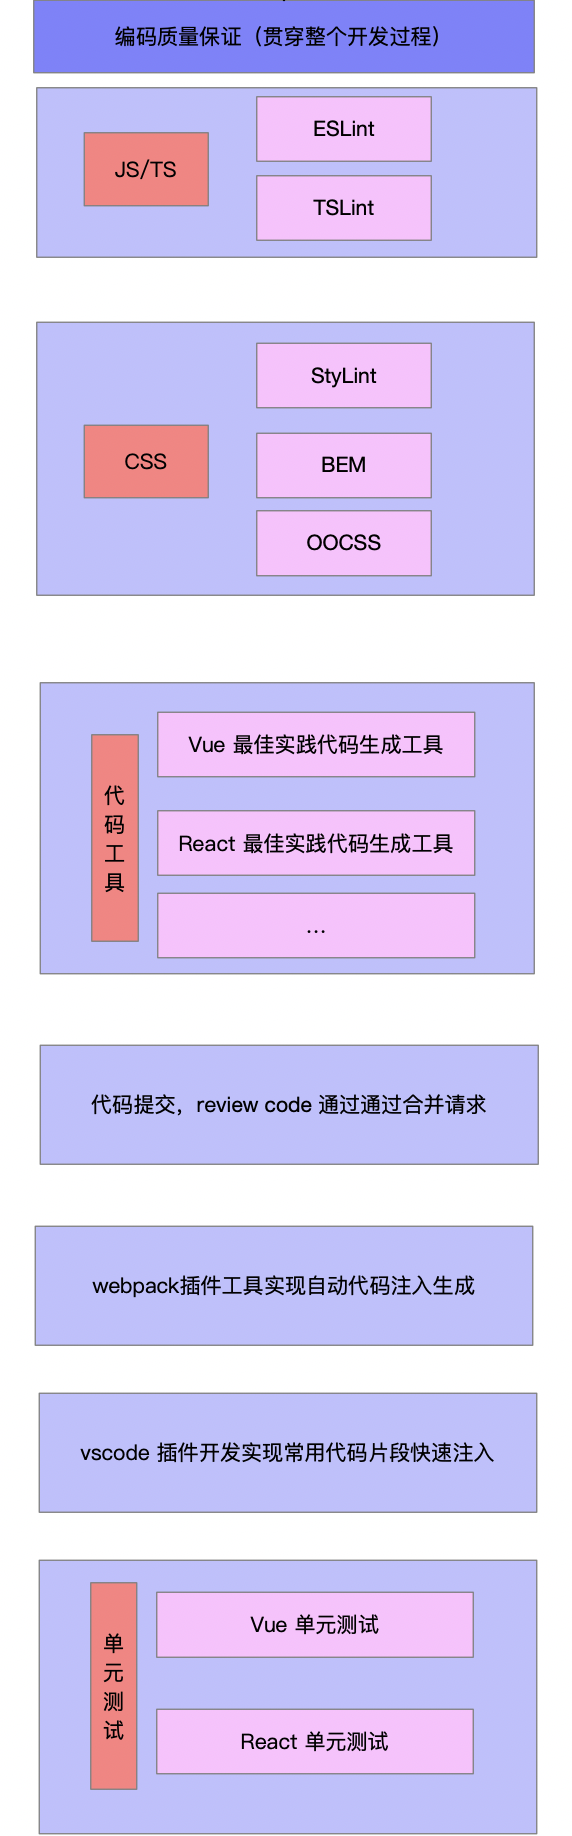 编码质量保证（贯穿整个开发过程）
JS/TS
ESLint
TSLint
CSS
StyLint
BEM
OOCSS
代码工具
Vue 最佳实践代码生成工具
React 最佳实践代码生成工具
...
代码提交，review code 通过通过合并请求
webpack插件工具实现自动代码注入生成
vscode 插件开发实现常用代码片段快速注入
单元测试
Vue 单元测试
React 单元测试